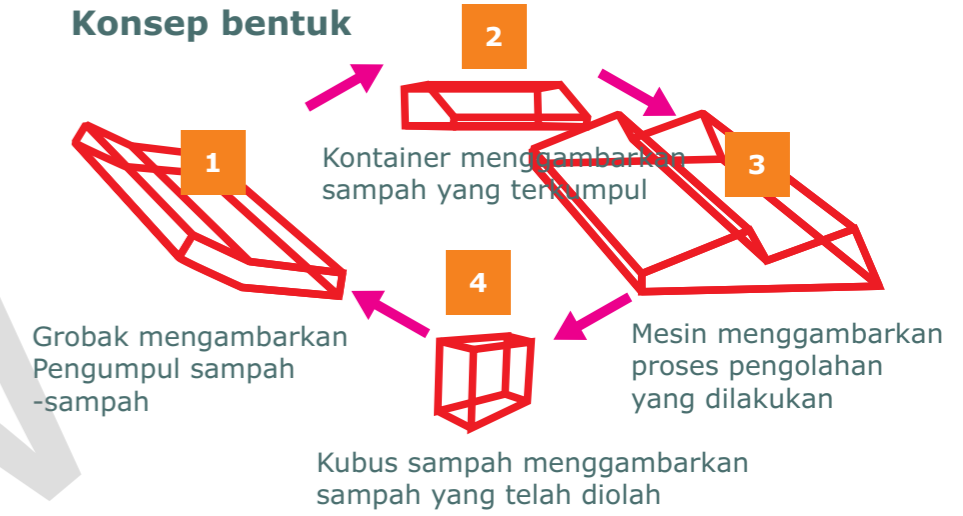 Konsep bentuk
1
Grobak mengambarkan
Pengumpul sampah
-sampah
2
Kontainer menggambarkan
sampah yang terkumpul
3
Mesin menggambarkan
proses pengolahan
yang dilakukan
4
Kubus sampah menggambarkan
sampah yang telah diolah